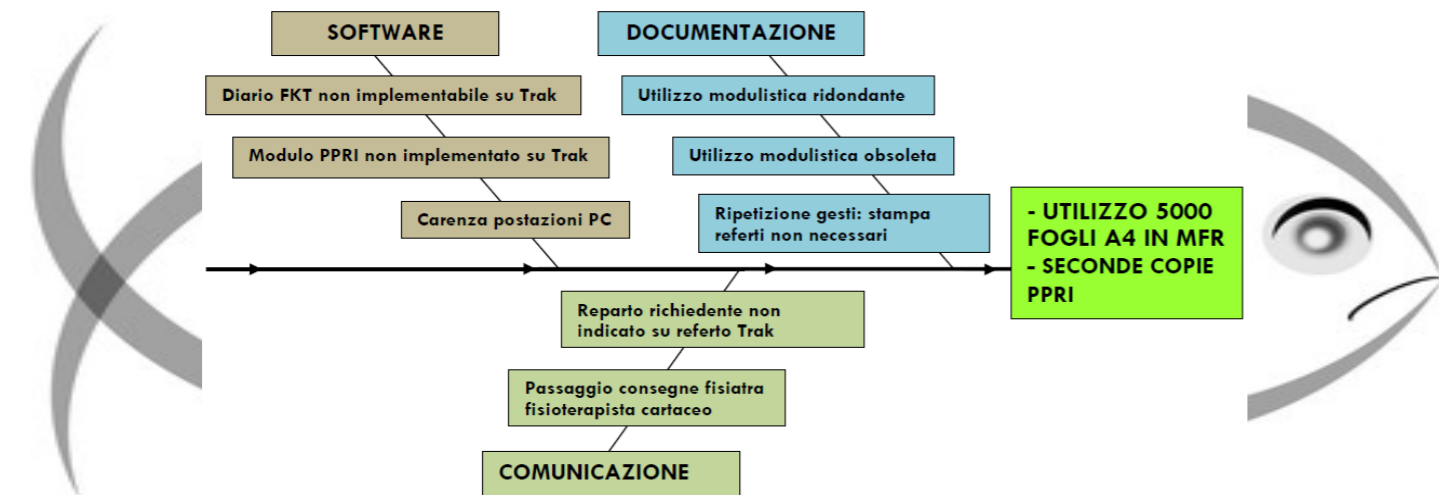 SOFTWARE
Diario FKT non implementabile su Trak
Modulo PPRI non implementato su Trak
Carenza postazioni PC
DOCUMENTAZIONE
Utilizzo modulistica ridondante
Utilizzo modulistica obsoleta
Ripetizione gesti: stampa
referti non necessari
- UTILIZZO 5000
FOGLI A4 IN MFR
- SECONDE COPIE
PPRI
Reparto richiedente non
indicato su referto Trak
Passaggio consegne fisiatra
fisioterapista cartaceo
COMUNICAZIONE